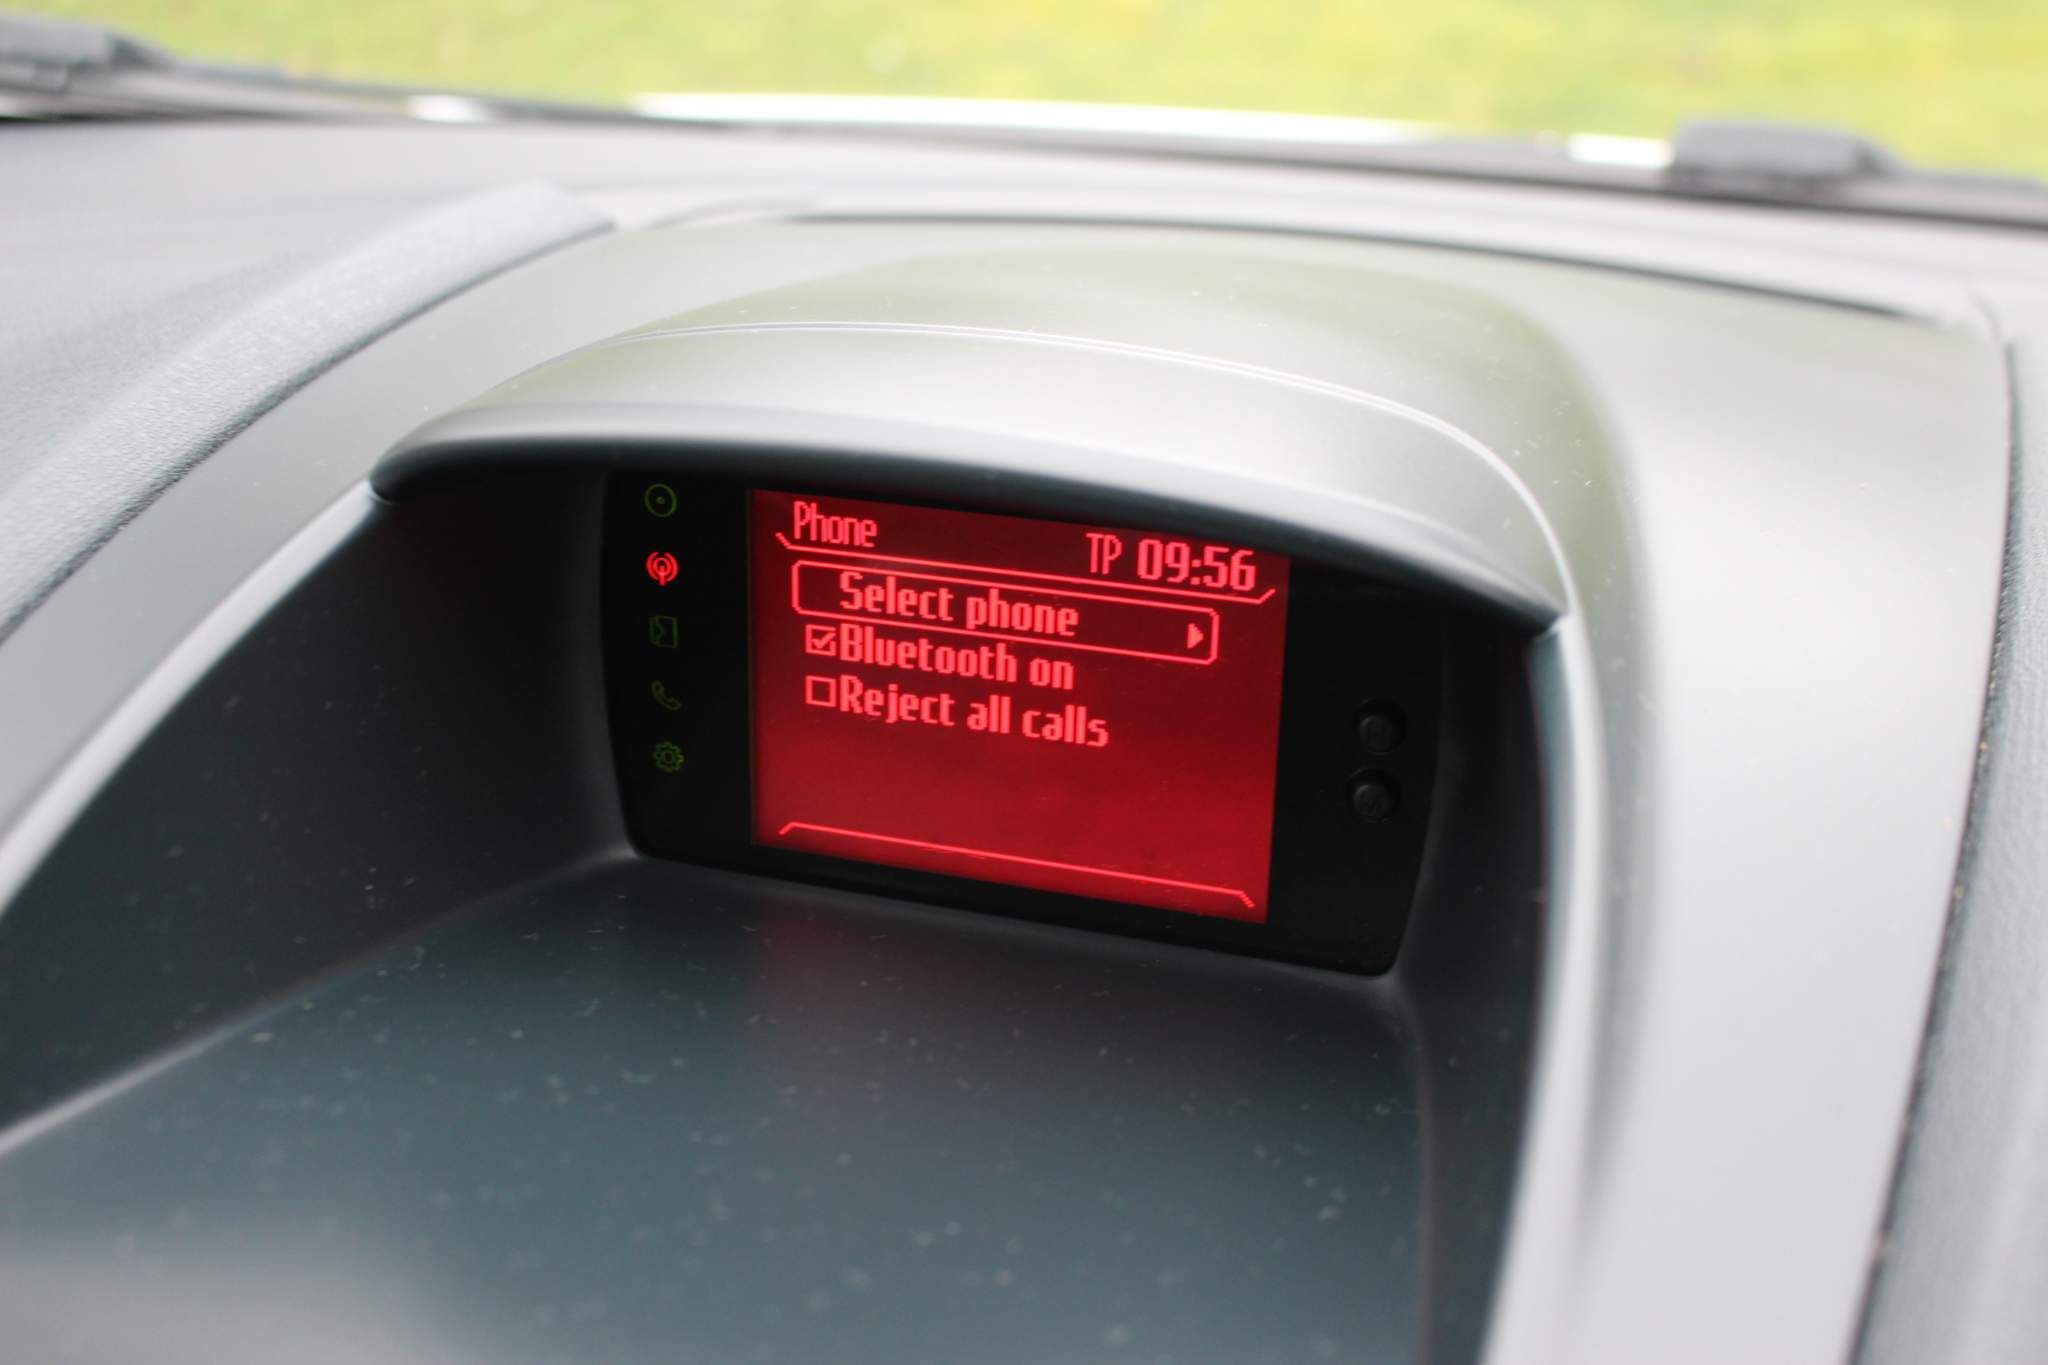 Phone
TP 09:56
Select phone
Bluetooth on
Reject all calls